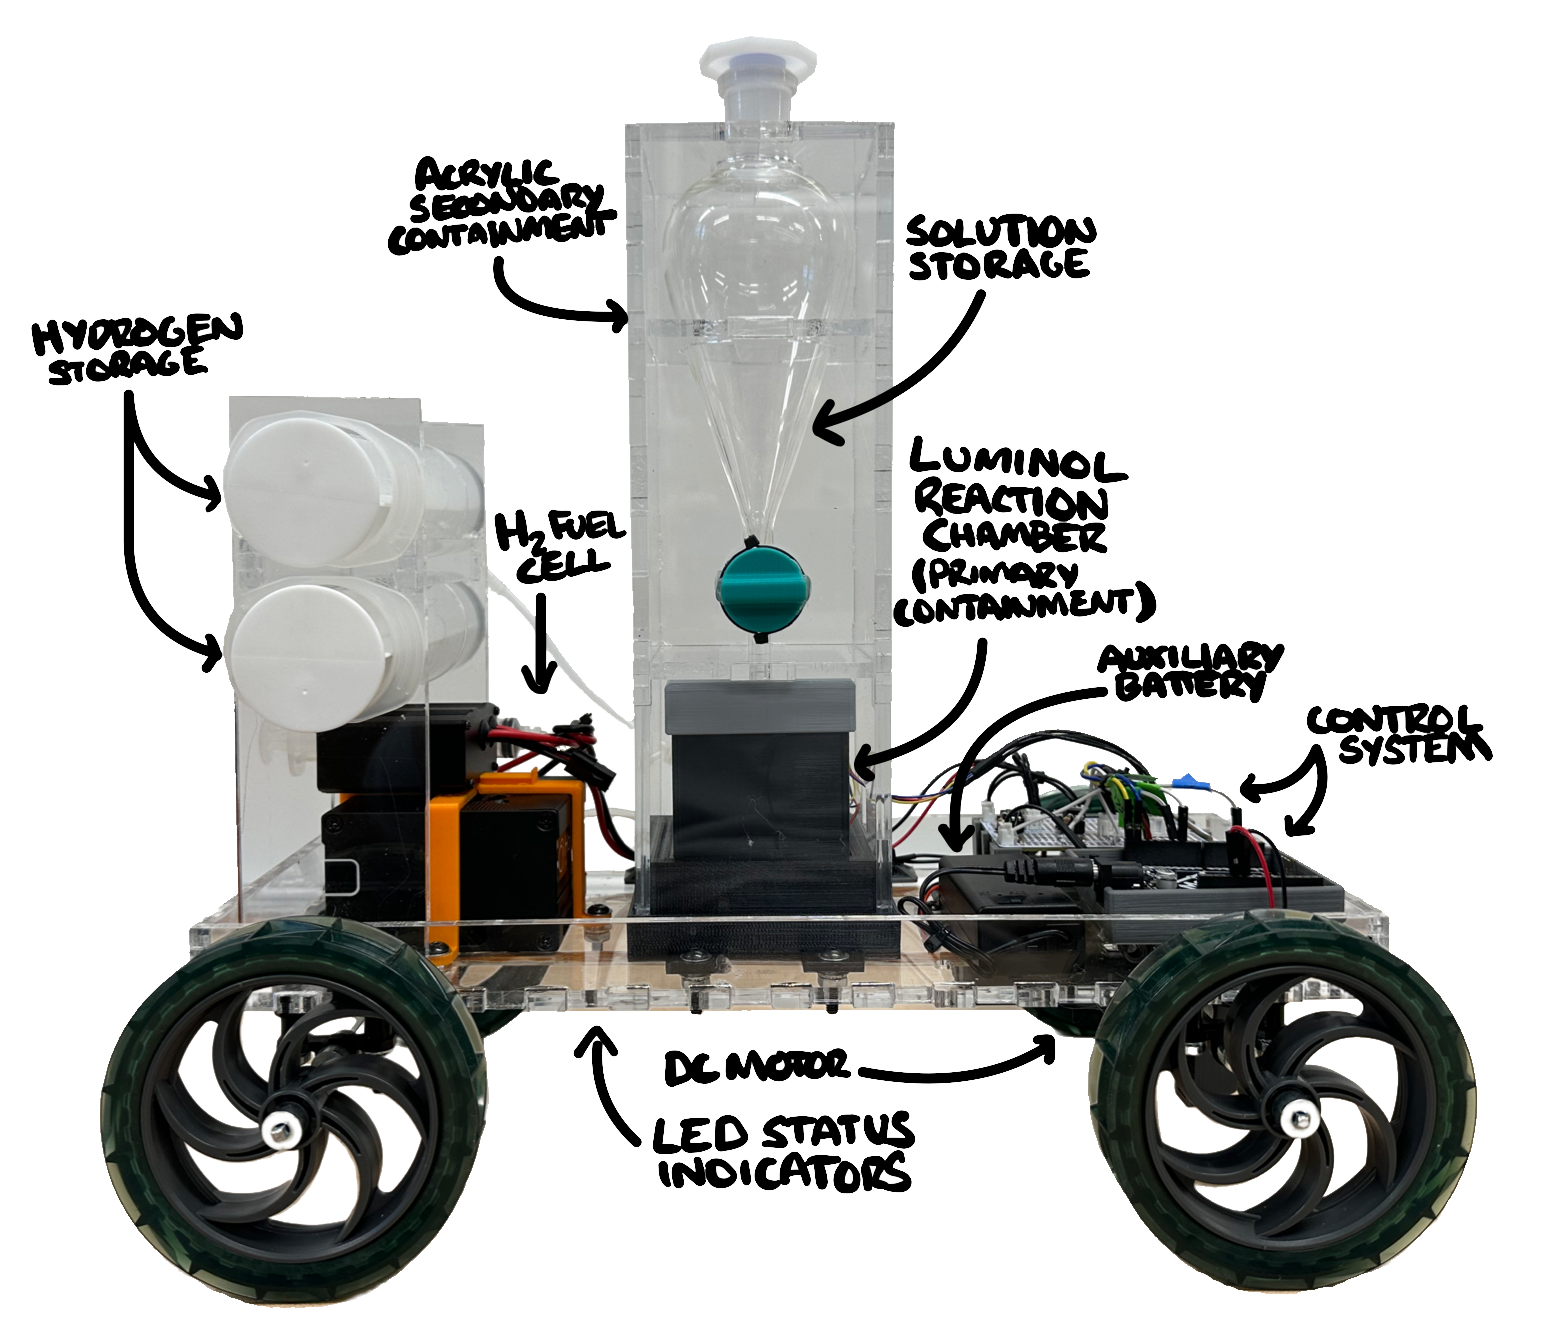 ACRYLIC
SECONDARY
CONTAINMENT
SOLUTION
STORAGE
HYDROGEN
STORAGE
LUMINOL
REACTION
CHAMBER
(PRIMARY
CONTAINMENT)
H₂ FUEL
CELL
AUXILIARY
BATTERY
CONTROL
SYSTEM
DC MOTOR
LED STATUS
INDICATORS